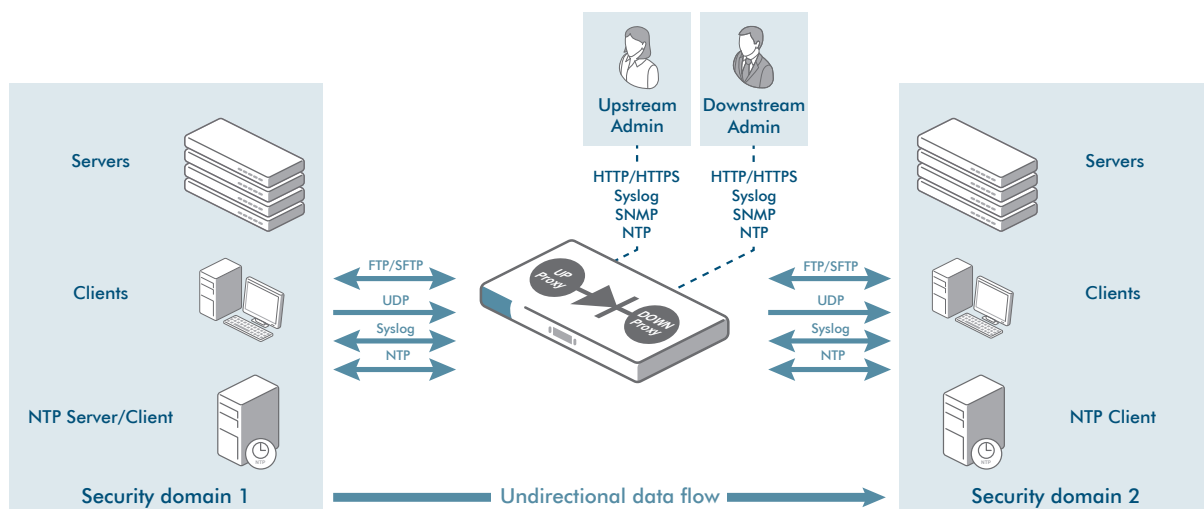 Upstream
Admin
Downstream
Admin
HTTP/HTTPS
Syslog
SNMP
NTP
HTTP/HTTPS
Syslog
SNMP
NTP
Servers
Clients
NTP Server/Client
NTP
Security domain 1
FTP/SFTP
UDP
Syslog
NTP
UP
Proxy
DOWN
Proxy
FTP/SFTP
UDP
Syslog
NTP
Servers
Clients
NTP Client
NTP
Security domain 2
Undirectional data flow